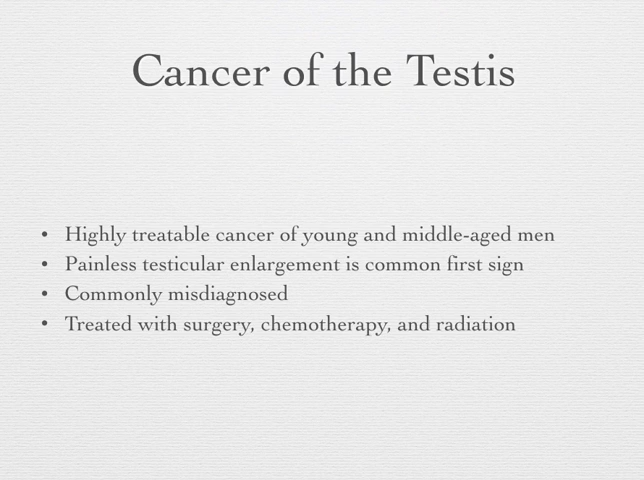 Cancer of the Testis
• Highly treatable cancer of young and middle-aged men
• Painless testicular enlargement is common first sign
• Commonly misdiagnosed
• Treated with surgery, chemotherapy, and radiation